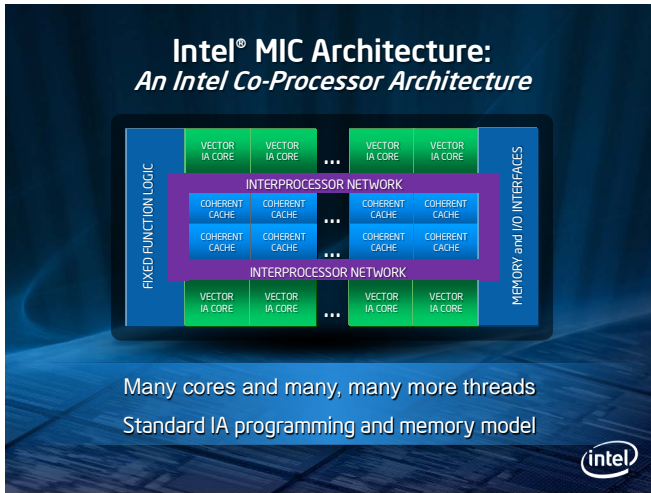 Intel® MIC Architecture:
An Intel Co-Processor Architecture
FIXED FUNCTION LOGIC
VECTOR IA CORE
VECTOR IA CORE
...
VECTOR IA CORE
VECTOR IA CORE
INTERPROCESSOR NETWORK
COHERENT CACHE
COHERENT CACHE
...
COHERENT CACHE
COHERENT CACHE
COHERENT CACHE
COHERENT CACHE
...
COHERENT CACHE
COHERENT CACHE
INTERPROCESSOR NETWORK
VECTOR IA CORE
VECTOR IA CORE
...
VECTOR IA CORE
VECTOR IA CORE
MEMORY and I/O INTERFACES
Many cores and many, many more threads
Standard IA programming and memory model
intel